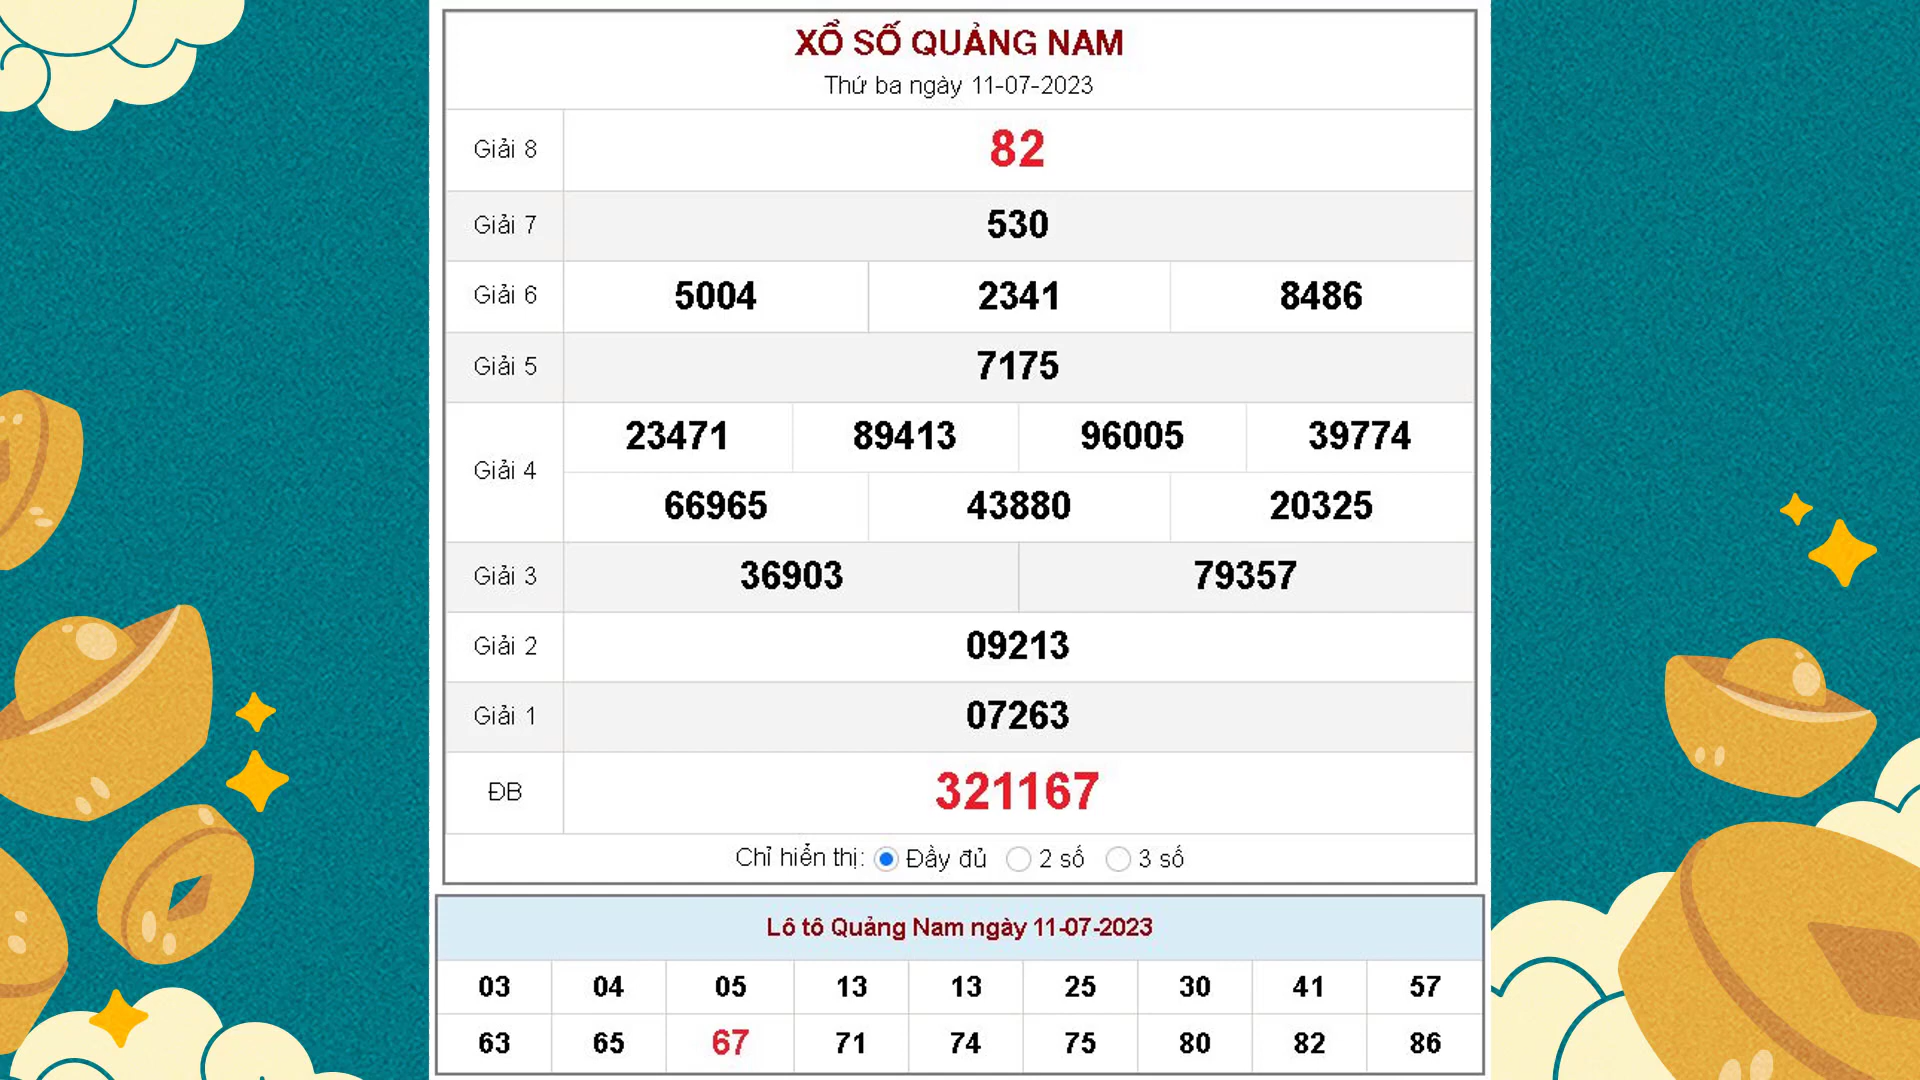 XỔ SỐ QUẢNG NAM
Thứ ba ngày 11-07-2023
Giải 8 82
Giải 7 530
Giải 6 5004 2341 8486
Giải 5 7175
Giải 4 23471 89413 96005 39774
66965 43880 20325
Giải 3 36903 79357
Giải 2 09213
Giải 1 07263
ĐB 321167
Chỉ hiển thị: Đầy đủ 2 số 3 số
Lô tô Quảng Nam ngày 11-07-2023
03 04 05 13 13 25 30 41 57
63 65 67 71 74 75 80 82 86